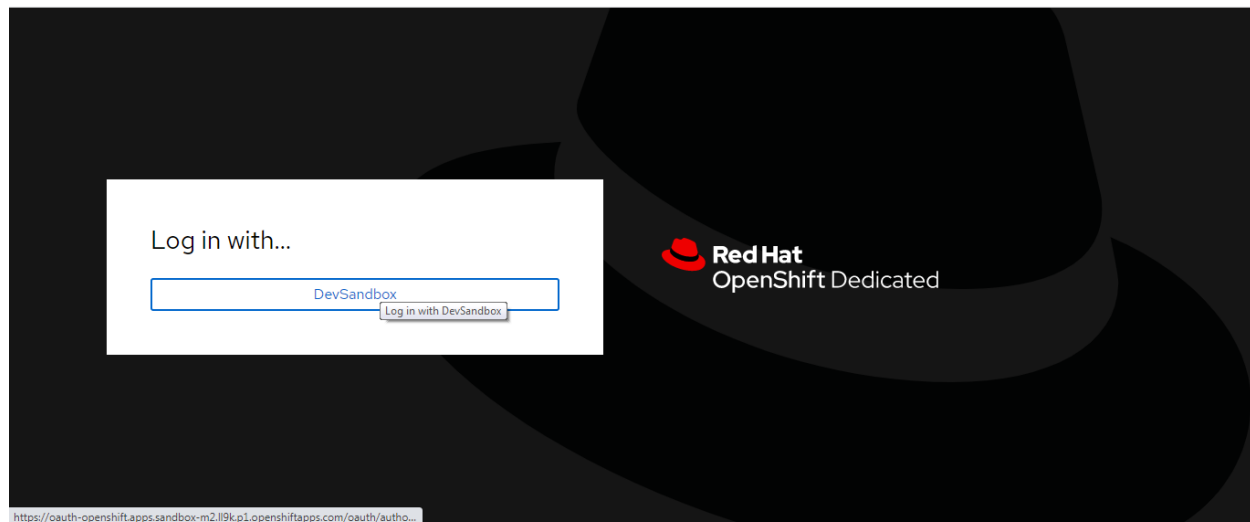 Log in with...
DevSandbox
Log in with DevSandbox
Red Hat
OpenShift Dedicated
https://oauth-openshift.apps.sandbox-m2.ll9k.p1.openshiftapps.com/oauth/autho...